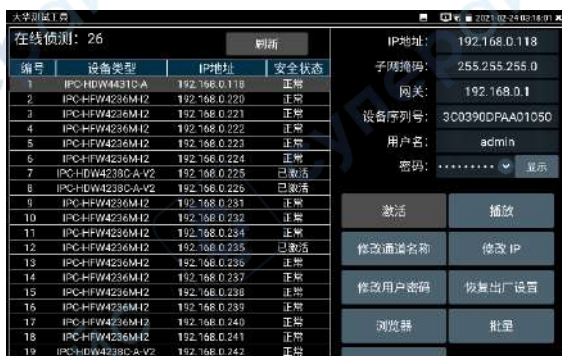 大华测试工具
2021-02-24 03:18:01
在线侦测：26
刷新
编号 设备类型 IP地址 安全状态
1 IPC-HDW4431C-A 192.168.0.118 正常
2 IPC-HFW4236M-I2 192.168.0.220 正常
3 IPC-HFW4236M-I2 192.168.0.221 正常
4 IPC-HFW4236M-I2 192.168.0.222 正常
5 IPC-HFW4236M-I2 192.168.0.223 正常
6 IPC-HFW4236M-I2 192.168.0.224 正常
7 IPC-HDW4238C-A-V2 192.168.0.225 已激活
8 IPC-HDW4238C-A-V2 192.168.0.226 已激活
9 IPC-HFW4236M-I2 192.168.0.231 正常
10 IPC-HFW4236M-I2 192.168.0.232 正常
11 IPC-HFW4236M-I2 192.168.0.234 正常
12 IPC-HFW4236M-I2 192.168.0.235 已激活
13 IPC-HFW4236M-I2 192.168.0.236 正常
14 IPC-HFW4236M-I2 192.168.0.237 正常
15 IPC-HFW4236M-I2 192.168.0.238 正常
16 IPC-HFW4236M-I2 192.168.0.239 正常
17 IPC-HFW4236M-I2 192.168.0.240 正常
18 IPC-HFW4236M-I2 192.168.0.241 正常
19 IPC-HDW4238C-A-V2 192.168.0.242 正常
IP地址： 192.168.0.118
子网掩码： 255.255.255.0
网关： 192.168.0.1
设备序列号： 3C0390DPAA01050
用户名： admin
密码： ••••••••• 显示
激活 播放
修改通道名称 修改 IP
修改用户密码 恢复出厂设置
浏览器 批量